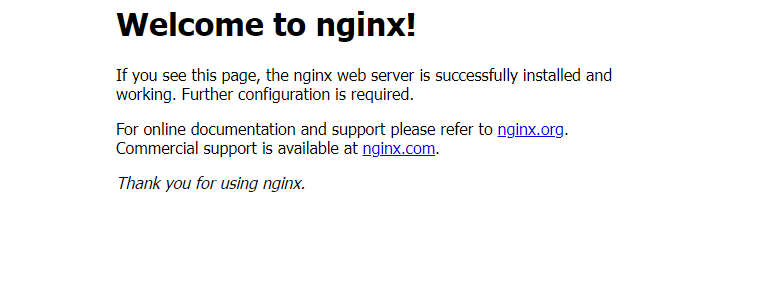 Welcome to nginx!
If you see this page, the nginx web server is successfully installed and
working. Further configuration is required.
For online documentation and support please refer to nginx.org.
Commercial support is available at nginx.com.
Thank you for using nginx.